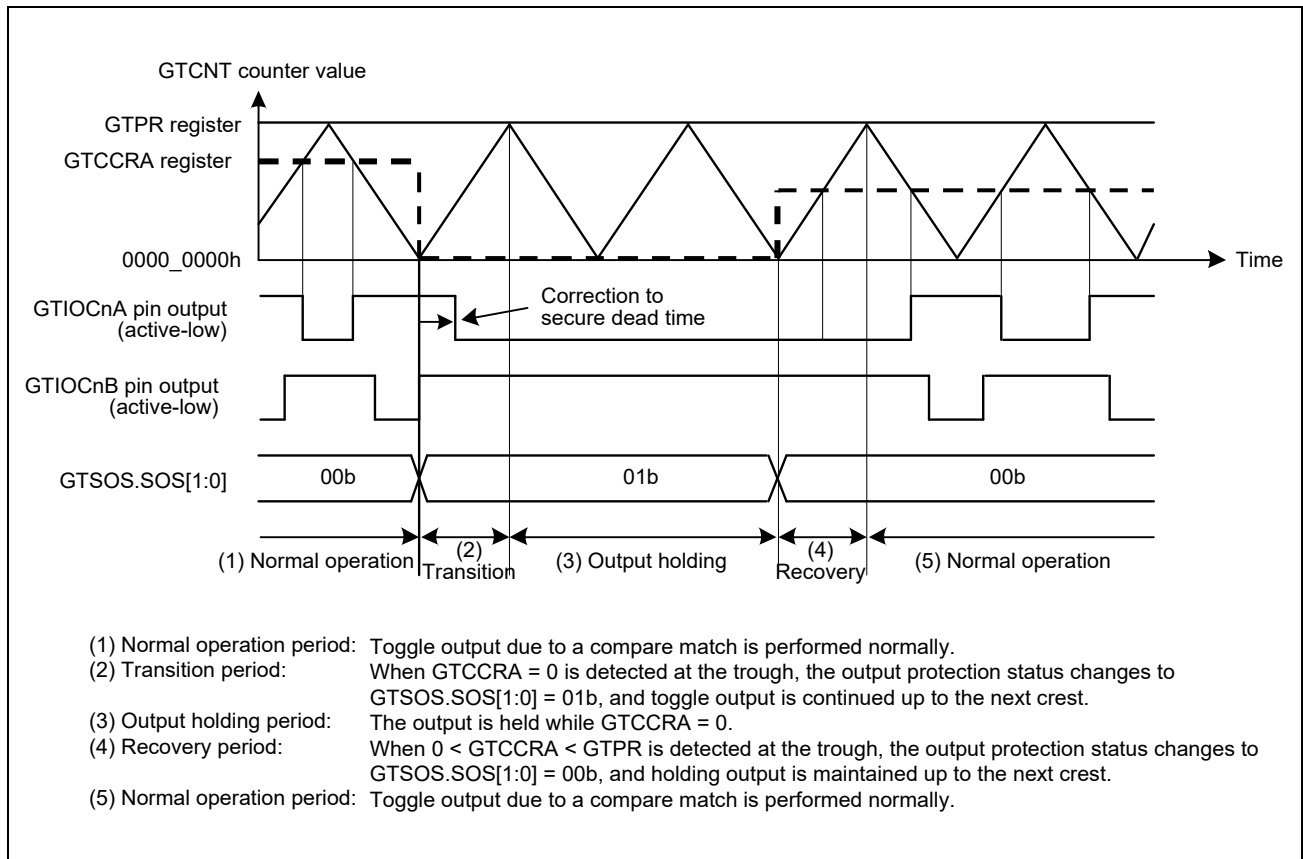 GTCNT counter value
GTPR register
GTCCRA register
0000_0000h
Time
GTIOCnA pin output
(active-low)
Correction to
secure dead time
GTIOCnB pin output
(active-low)
GTSOS.SOS[1:0]
00b
01b
00b
(1) Normal operation
(2)
Transition
(3) Output holding
(4)
Recovery
(5) Normal operation
(1) Normal operation period: Toggle output due to a compare match is performed normally.
(2) Transition period: When GTCCRA = 0 is detected at the trough, the output protection status changes to
GTSOS.SOS[1:0] = 01b, and toggle output is continued up to the next crest.
(3) Output holding period: The output is held while GTCCRA = 0.
(4) Recovery period: When 0 < GTCCRA < GTPR is detected at the trough, the output protection status changes to
GTSOS.SOS[1:0] = 00b, and holding output is maintained up to the next crest.
(5) Normal operation period: Toggle output due to a compare match is performed normally.